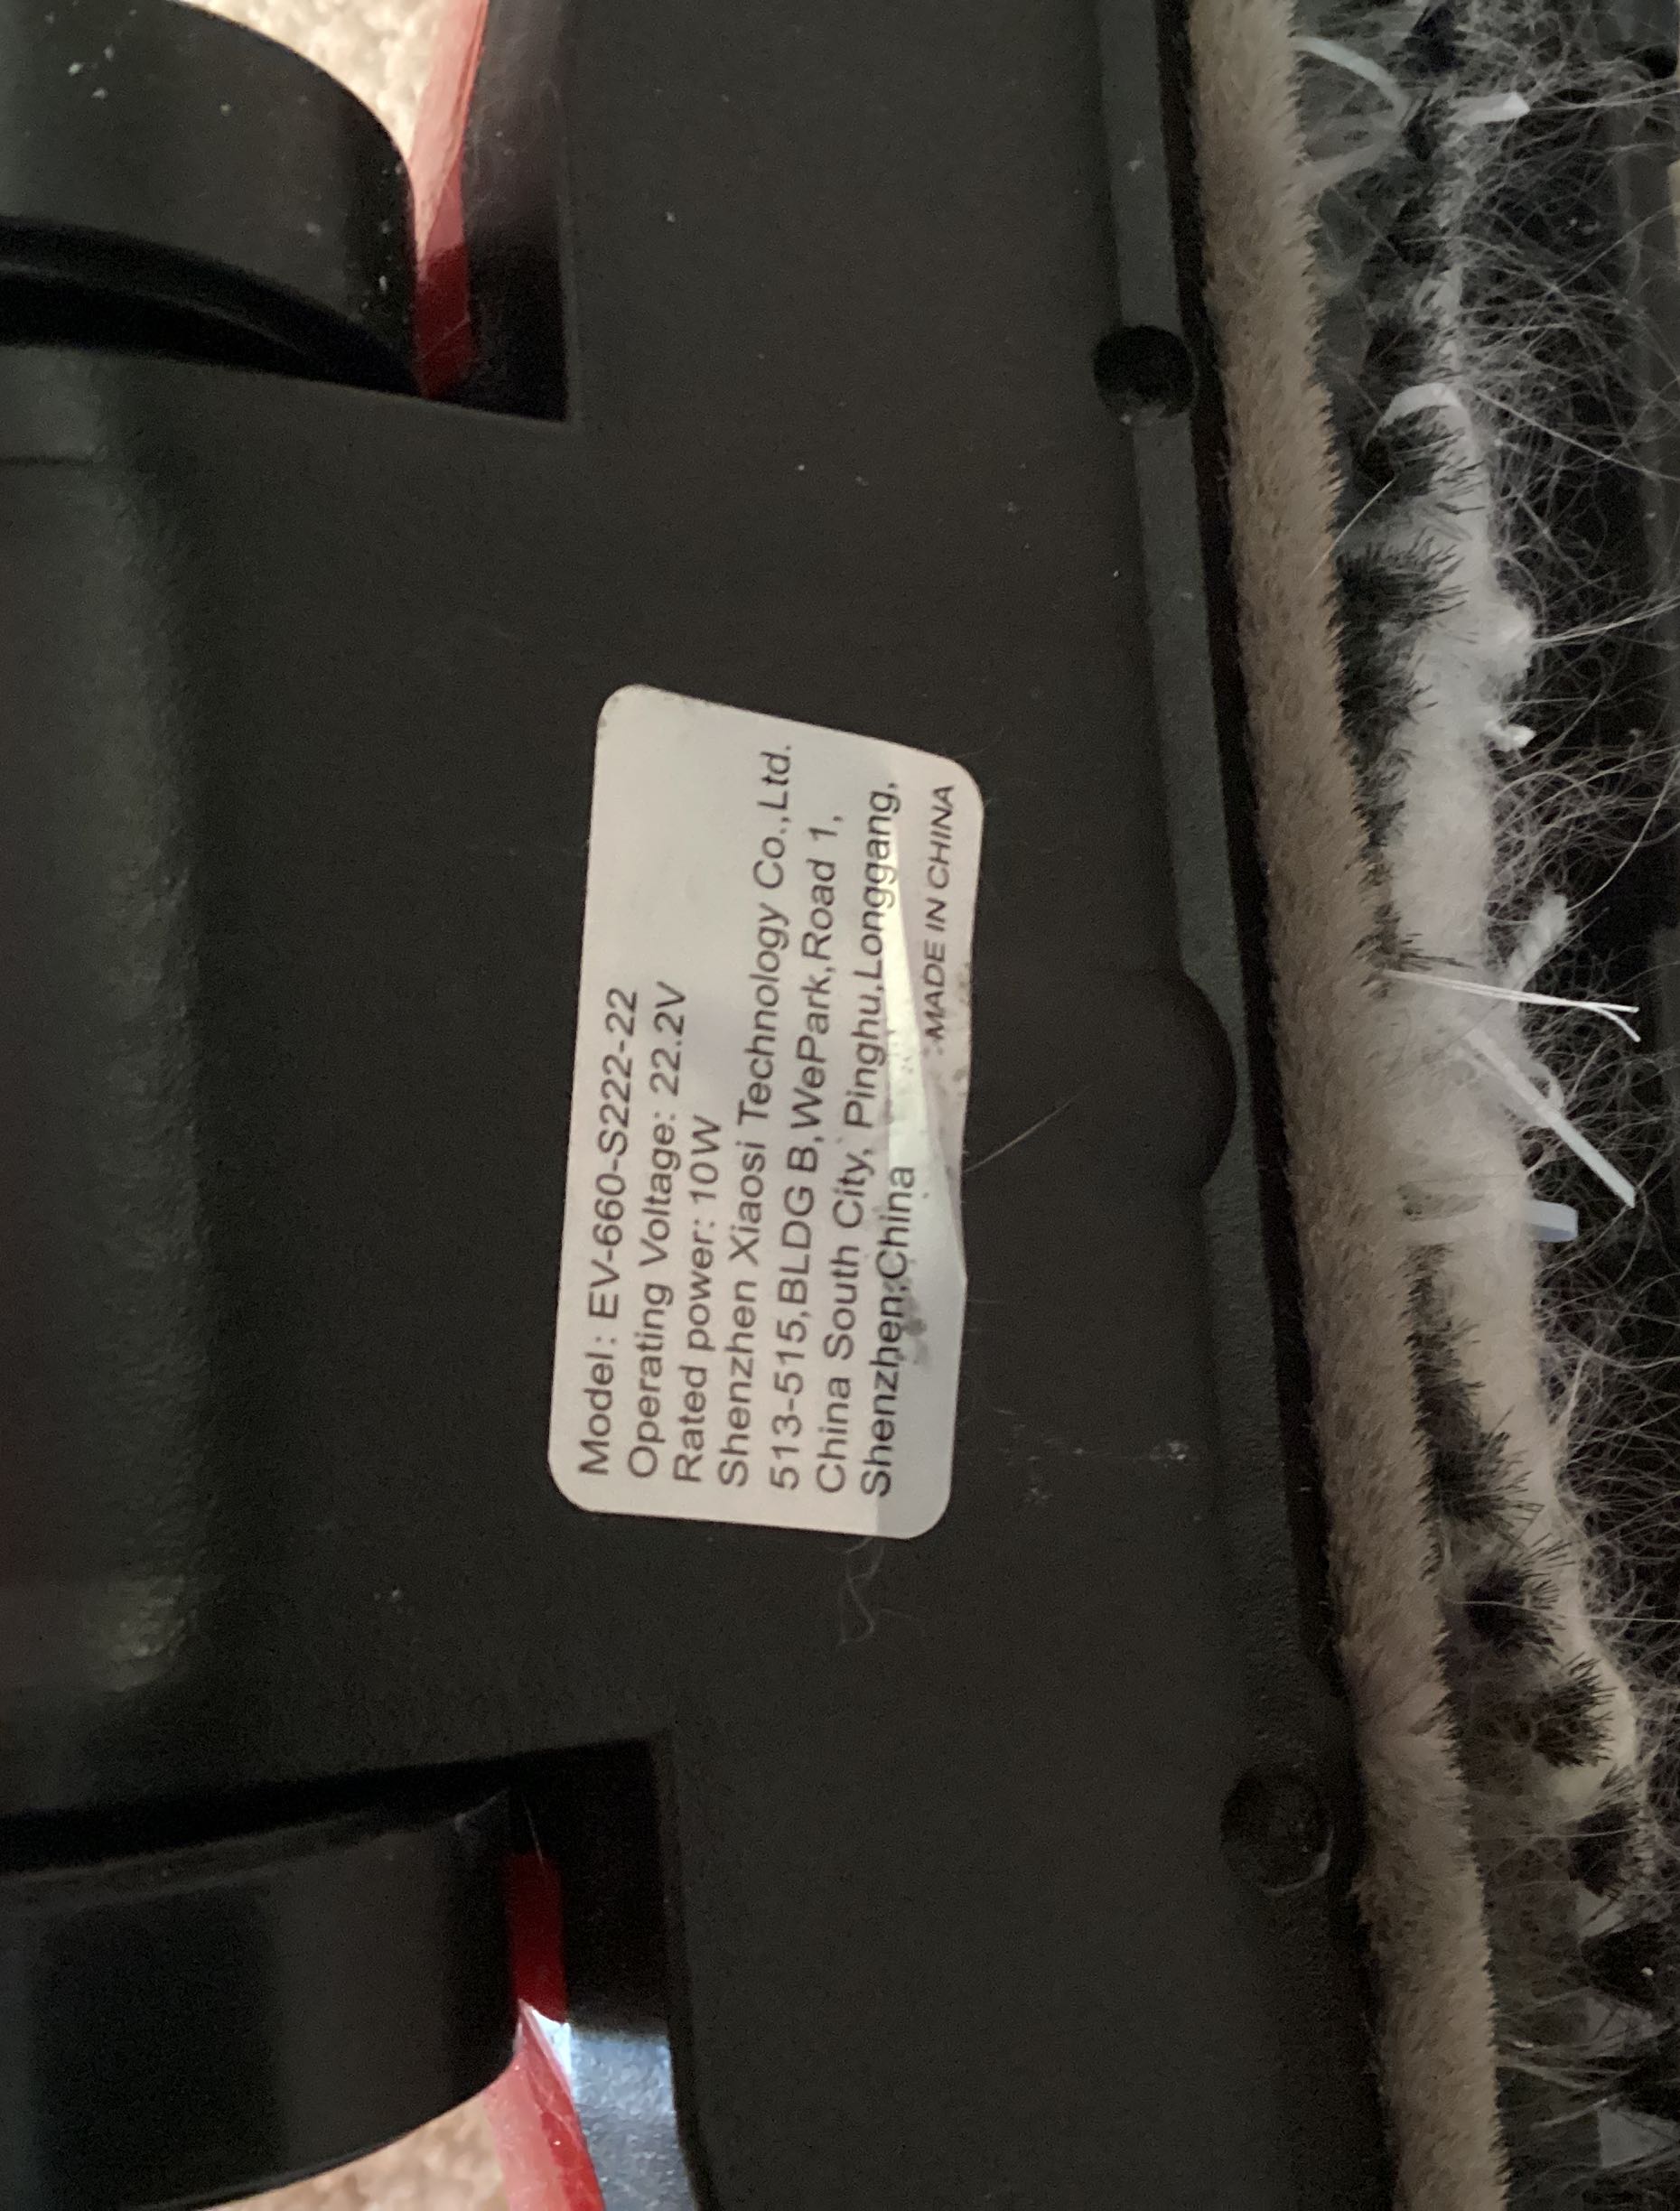 Model : EV-660-S222-22
Operating Voltage: 22.2V
Rated power: 10W
Shenzhen Xiaosi Technology Co.,Ltd.
513-515,BLDG B,WePark,Road 1,
China South City, Pinghu,Longgang,
Shenzhen,China
MADE IN CHINA